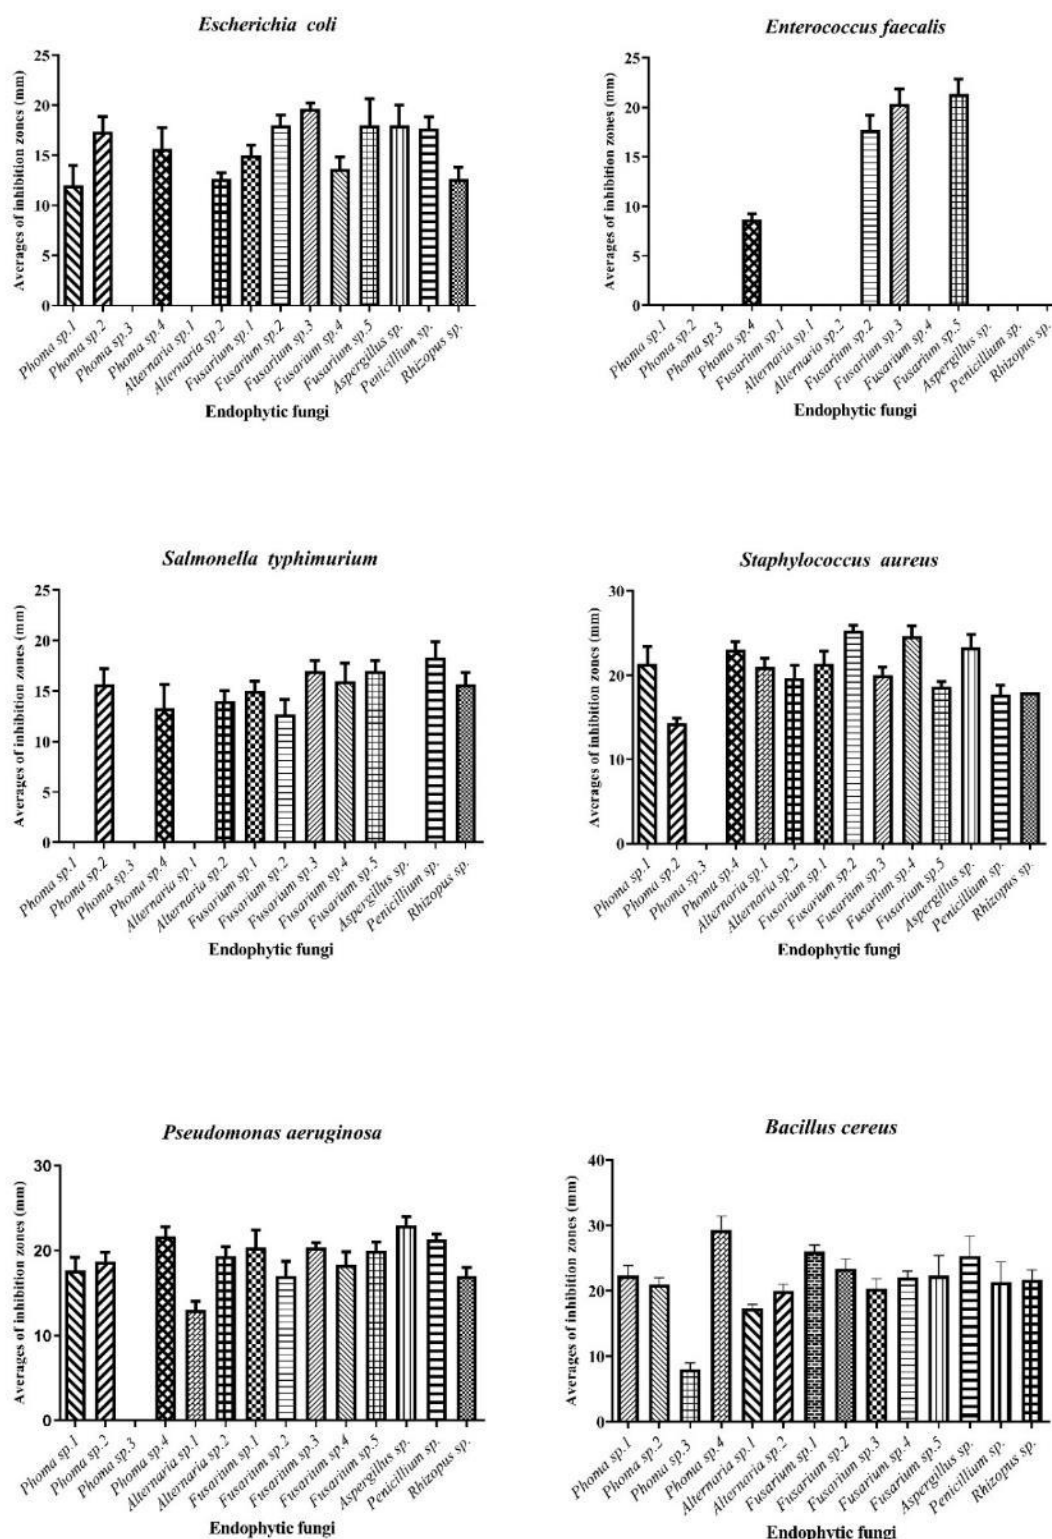 Escherichia coli
Averages of inhibition zones (mm)
25
20
15
10
5
0
Phoma sp.1
Phoma sp.2
Phoma sp.3
Phoma sp.4
Alternaria sp.1
Alternaria sp.2
Fusarium sp.1
Fusarium sp.2
Fusarium sp.3
Fusarium sp.4
Fusarium sp.5
Aspergillus sp.
Penicillium sp.
Rhizopus sp.
Endophytic fungi
Enterococcus faecalis
Averages of inhibition zones (mm)
25
20
15
10
5
0
Phoma sp.1
Phoma sp.2
Phoma sp.3
Phoma sp.4
Fusarium sp.1
Alternaria sp.1
Alternaria sp.2
Fusarium sp.2
Fusarium sp.3
Fusarium sp.4
Fusarium sp.5
Aspergillus sp.
Penicillium sp.
Rhizopus sp.
Endophytic fungi
Salmonella typhimurium
Averages of inhibition zones (mm)
25
20
15
10
5
0
Phoma sp.1
Phoma sp.2
Phoma sp.3
Phoma sp.4
Alternaria sp.1
Alternaria sp.2
Fusarium sp.1
Fusarium sp.2
Fusarium sp.3
Fusarium sp.4
Fusarium sp.5
Aspergillus sp.
Penicillium sp.
Rhizopus sp.
Endophytic fungi
Staphylococcus aureus
Averages of inhibition zones (mm)
30
20
10
0
Phoma sp.1
Phoma sp.2
Phoma sp.3
Phoma sp.4
Alternaria sp.1
Alternaria sp.2
Fusarium sp.1
Fusarium sp.2
Fusarium sp.3
Fusarium sp.4
Fusarium sp.5
Aspergillus sp.
Penicillium sp.
Rhizopus sp.
Endophytic fungi
Pseudomonas aeruginosa
Averages of inhibition zones (mm)
30
20
10
0
Phoma sp.1
Phoma sp.2
Phoma sp.3
Phoma sp.4
Alternaria sp.1
Alternaria sp.2
Fusarium sp.1
Fusarium sp.2
Fusarium sp.3
Fusarium sp.4
Fusarium sp.5
Aspergillus sp.
Penicillium sp.
Rhizopus sp.
Endophytic fungi
Bacillus cereus
Averages of inhibition zones (mm)
40
30
20
10
0
Phoma sp.1
Phoma sp.2
Phoma sp.3
Phoma sp.4
Alternaria sp.1
Alternaria sp.2
Fusarium sp.1
Fusarium sp.2
Fusarium sp.3
Fusarium sp.4
Fusarium sp.5
Aspergillus sp.
Penicillium sp.
Rhizopus sp.
Endophytic fungi